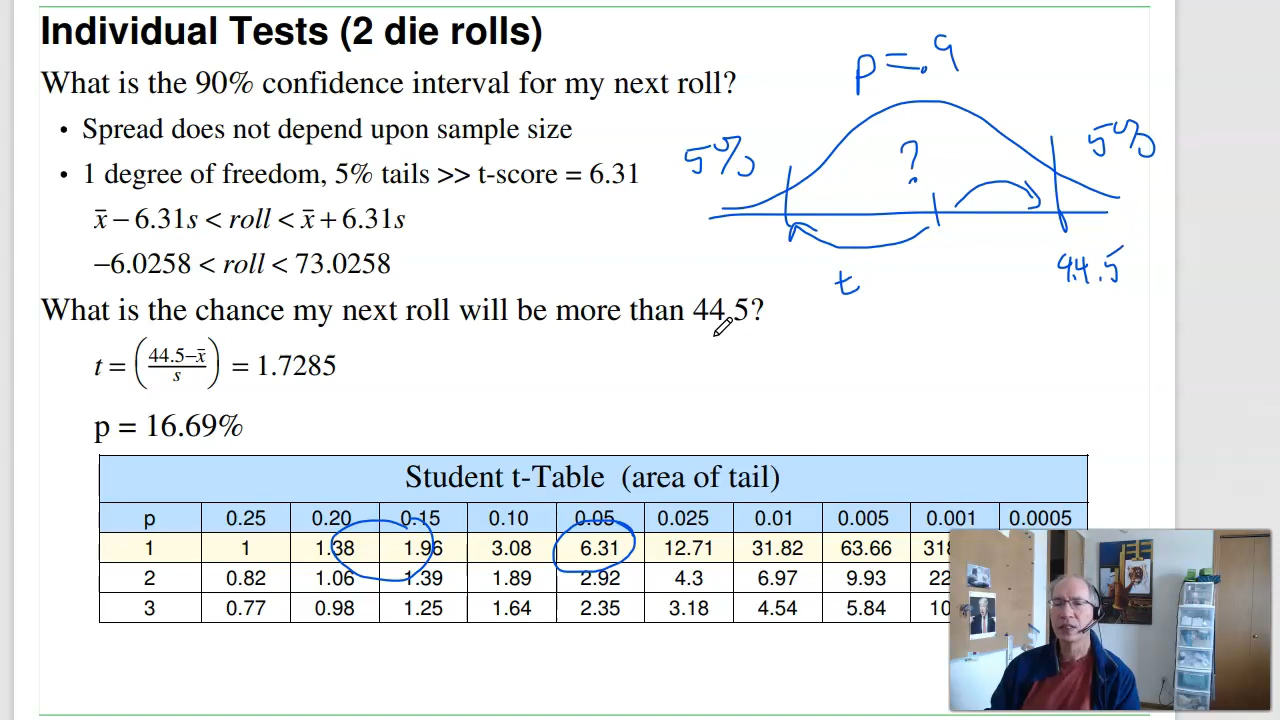 Individual Tests (2 die rolls)
What is the 90% confidence interval for my next roll?
• Spread does not depend upon sample size
• 1 degree of freedom, 5% tails >> t-score = 6.31
x̄ − 6.31s < roll < x̄ + 6.31s
−6.0258 < roll < 73.0258
p = .9
5%
5%
?
t
44.5
What is the chance my next roll will be more than 44.5?
t = (44.5−x̄ / s) = 1.7285
p = 16.69%
Student t-Table (area of tail)
p 0.25 0.20 0.15 0.10 0.05 0.025 0.01 0.005 0.001 0.0005
1 1 1.38 1.96 3.08 6.31 12.71 31.82 63.66
2 0.82 1.06 1.39 1.89 2.92 4.3 6.97 9.93
3 0.77 0.98 1.25 1.64 2.35 3.18 4.54 5.84